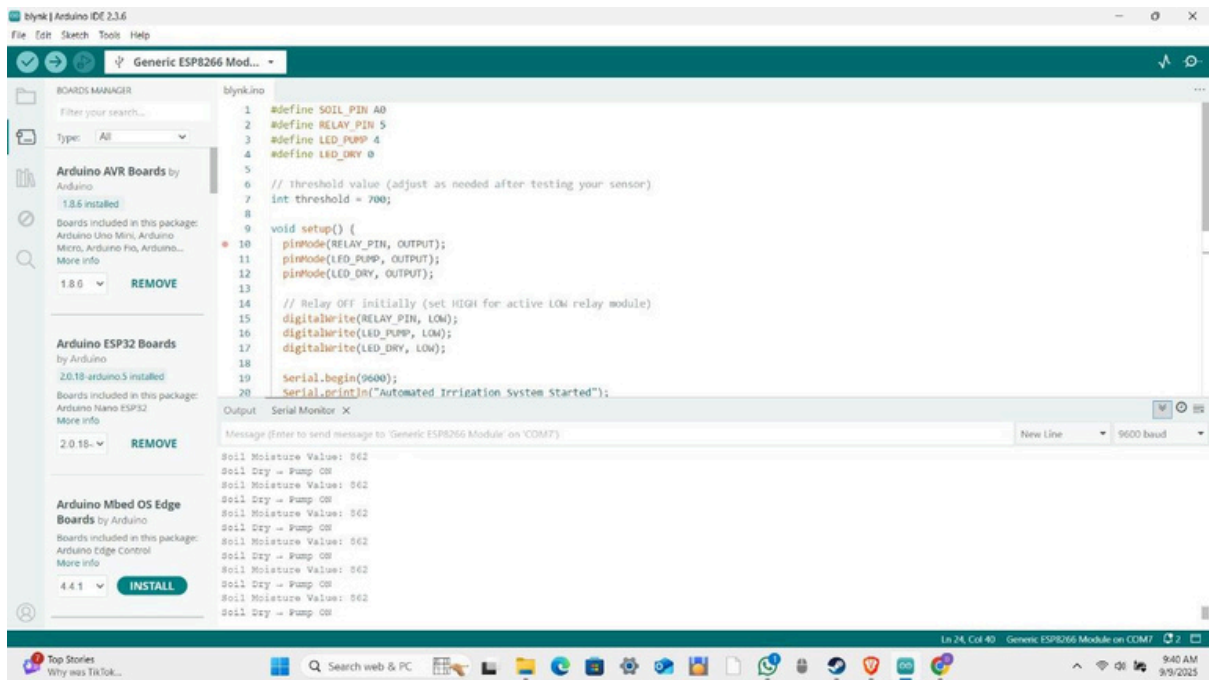 blynk | Arduino IDE 2.3.6
File Edit Sketch Tools Help
Generic ESP8266 Mod...
BOARDS MANAGER
Filter your search...
Type: All
Arduino AVR Boards by
Arduino
1.8.6 installed
Boards included in this package:
Arduino Uno Mini, Arduino
Micro, Arduino Fio, Arduino...
More info
1.8.6 REMOVE
Arduino ESP32 Boards
by Arduino
2.0.18-arduino.5 installed
Boards included in this package:
Arduino Nano ESP32
More info
2.0.18- REMOVE
Arduino Mbed OS Edge
Boards by Arduino
Boards included in this package:
Arduino Edge Control
More info
4.4.1 INSTALL
blynk.ino
1 #define SOIL_PIN A0
2 #define RELAY_PIN 5
3 #define LED_PUMP 4
4 #define LED_DRY 0
5
6 // Threshold value (adjust as needed after testing your sensor)
7 int threshold = 700;
8
9 void setup() {
10 pinMode(RELAY_PIN, OUTPUT);
11 pinMode(LED_PUMP, OUTPUT);
12 pinMode(LED_DRY, OUTPUT);
13
14 // Relay OFF initially (set HIGH for active LOW relay module)
15 digitalWrite(RELAY_PIN, LOW);
16 digitalWrite(LED_PUMP, LOW);
17 digitalWrite(LED_DRY, LOW);
18
19 Serial.begin(9600);
20 Serial.println("Automated Irrigation System Started");
Output Serial Monitor
Message (Enter to send message to 'Generic ESP8266 Module' on 'COM7')
New Line 9600 baud
Soil Moisture Value:
Soil Dry → Pump ON
Soil Moisture Value:
Soil Dry → Pump ON
Soil Moisture Value:
Soil Dry → Pump ON
Soil Moisture Value:
Soil Dry → Pump ON
Soil Moisture Value:
Soil Dry → Pump ON
Soil Moisture Value:
Soil Dry → Pump ON
Ln 24, Col 40 Generic ESP8266 Module on COM7 2
Top Stories
Why was TikTok...
Search web & PC
9:40 AM
9/9/2025